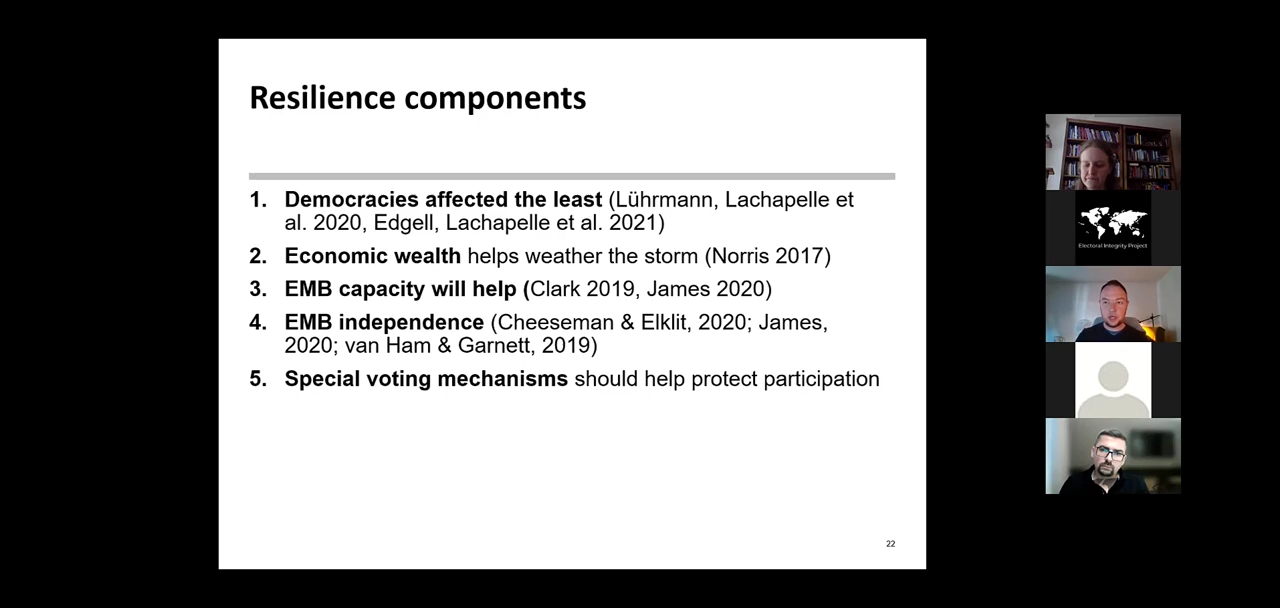 Resilience components
1. Democracies affected the least (Lührmann, Lachapelle et
al. 2020, Edgell, Lachapelle et al. 2021)
2. Economic wealth helps weather the storm (Norris 2017)
3. EMB capacity will help (Clark 2019, James 2020)
4. EMB independence (Cheeseman & Elklit, 2020; James,
2020; van Ham & Garnett, 2019)
5. Special voting mechanisms should help protect participation
22
Electoral Integrity Project